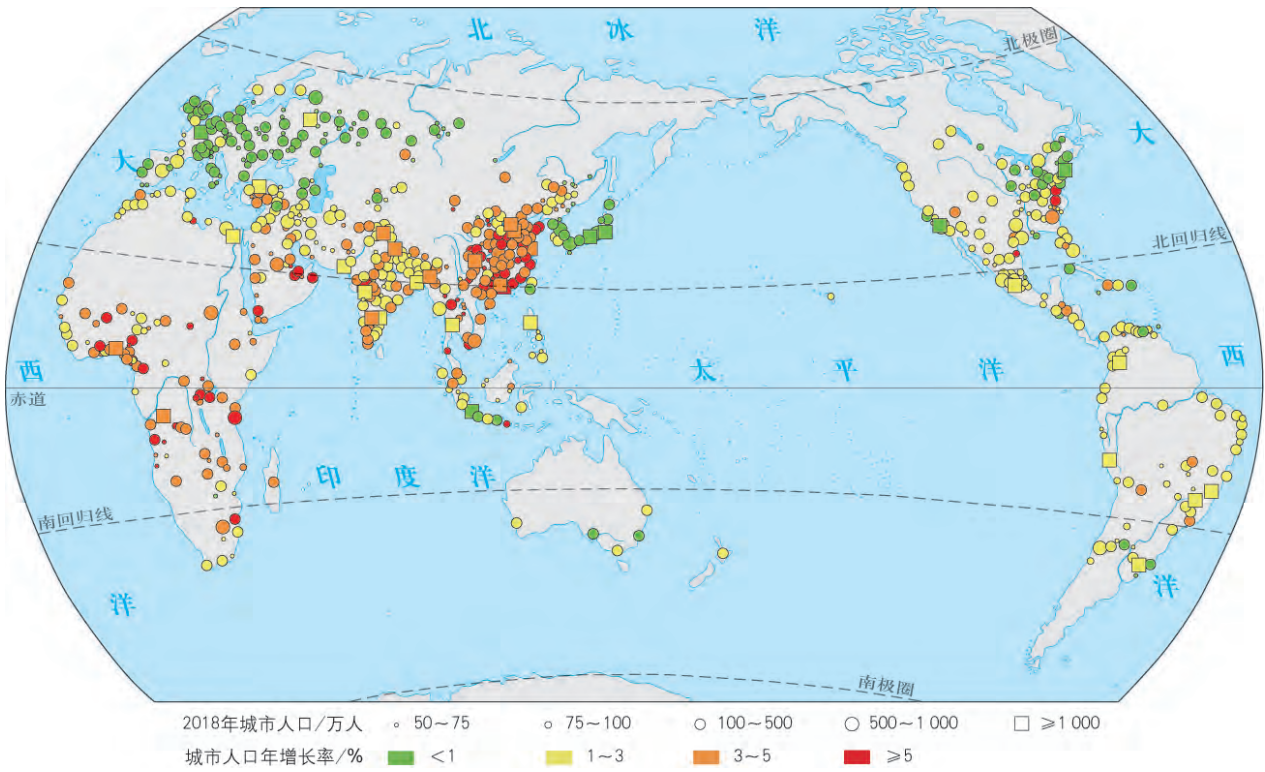 北冰洋
北极圈
大
大
北回归线
西
太平洋
西
赤道
印度洋
南回归线
洋
洋
南极圈
2018年城市人口/万人 50~75 75~100 100~500 500~1 000 ≥1 000
城市人口年增长率/% <1 1~3 3~5 ≥5